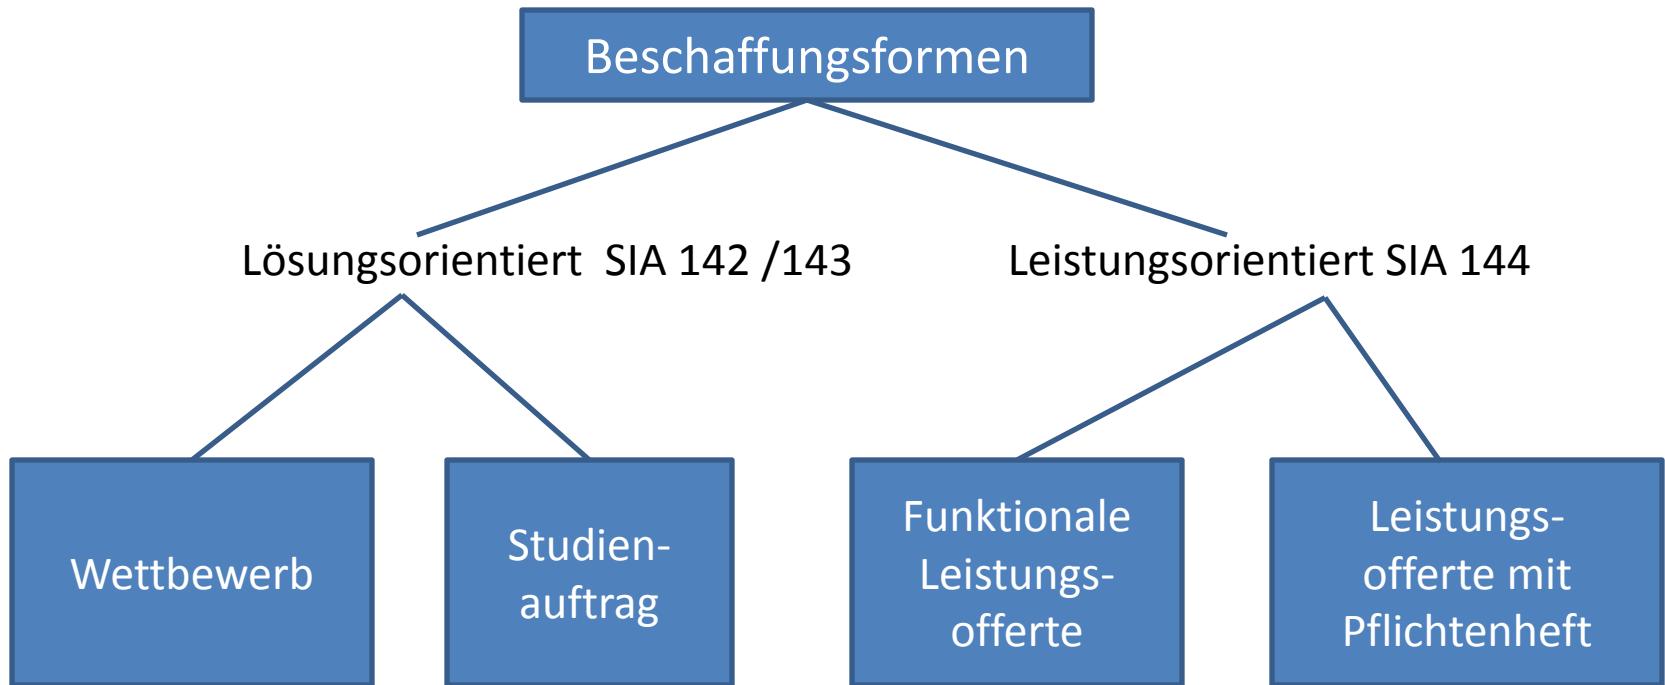 Beschaffungsformen
Lösungsorientiert  SIA 142 /143
Leistungsorientiert SIA 144
Wettbewerb
Studien-
auftrag
Funktionale
Leistungs-
offerte
Leistungs-
offerte mit
Pflichtenheft